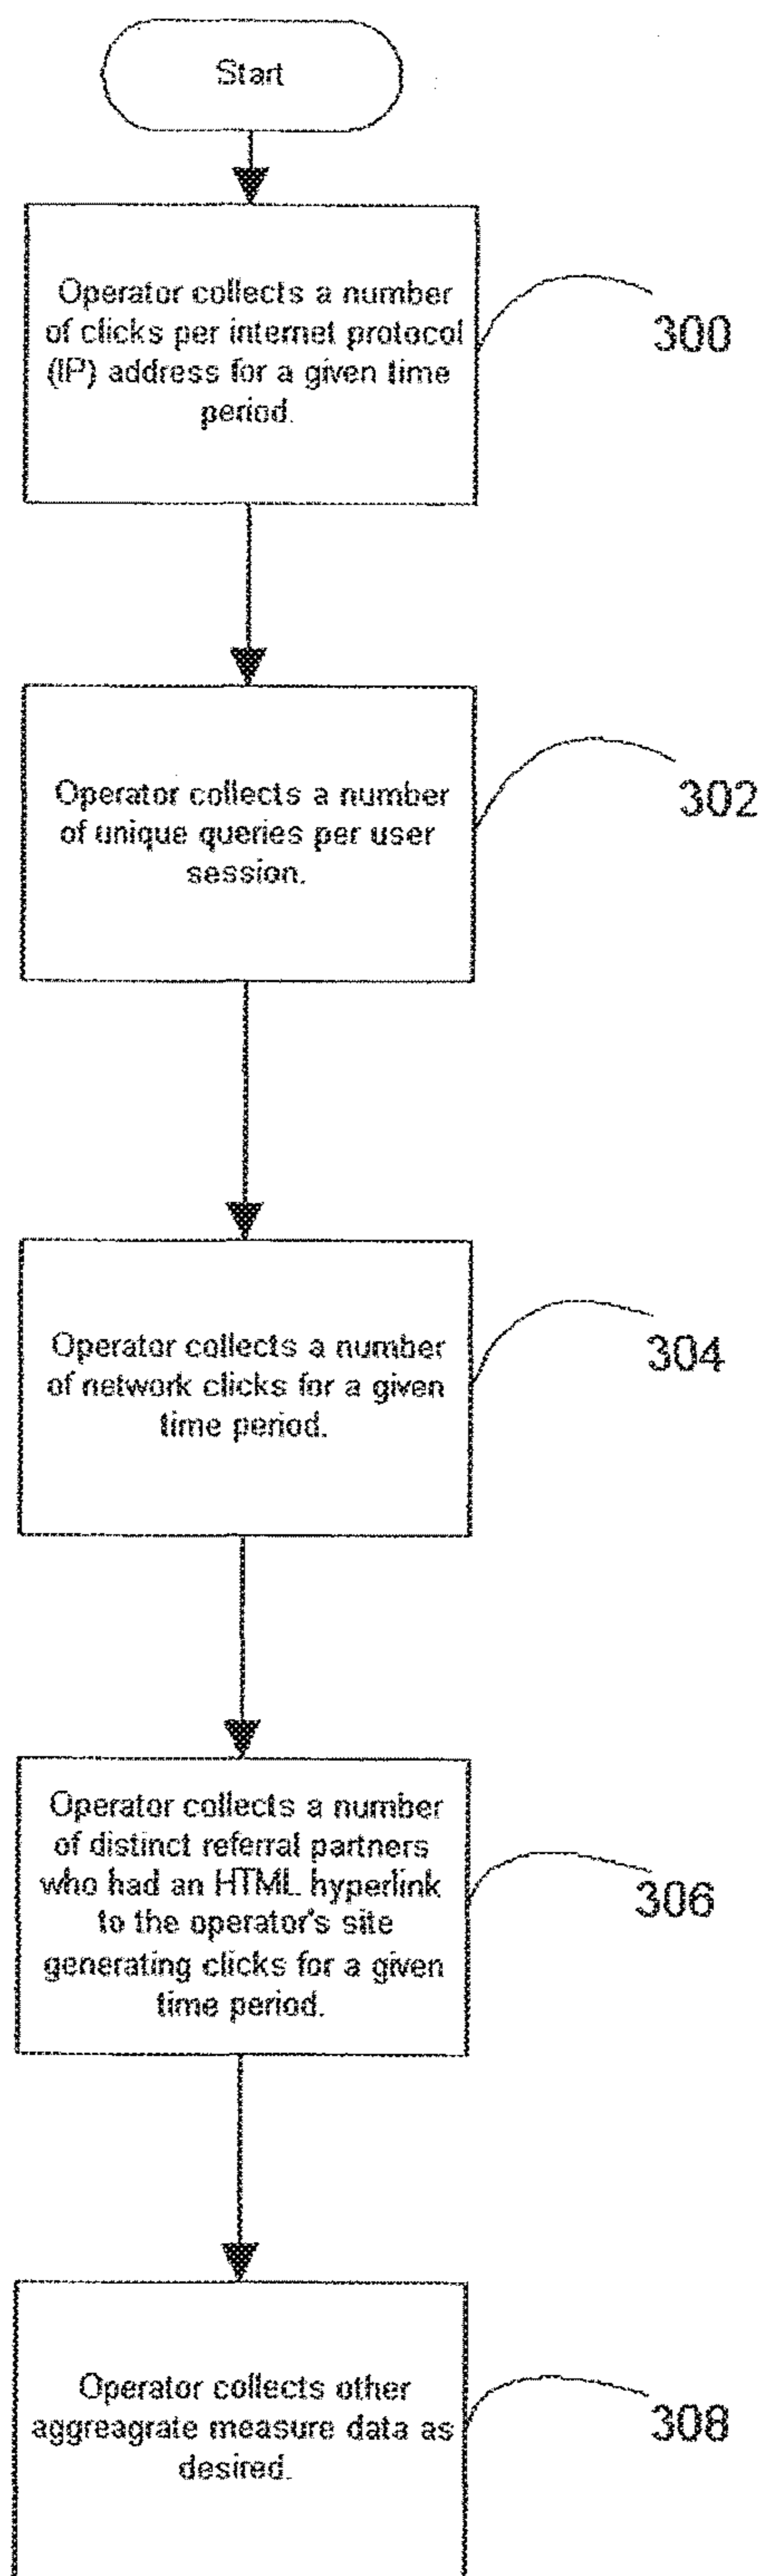 Start
Operator collects a number
of clicks per internet protocol
(IP) address for a given time
period.
300
Operator collects a number
of unique queries per user
session.
302
Operator collects a number
of network clicks for a given
time period.
304
Operator collects a number
of distinct referral partners
who had an HTML hyperlink
to the operator's site
generating clicks for a given
time period.
306
Operator collects other
aggreagrate measure data as
desired.
308